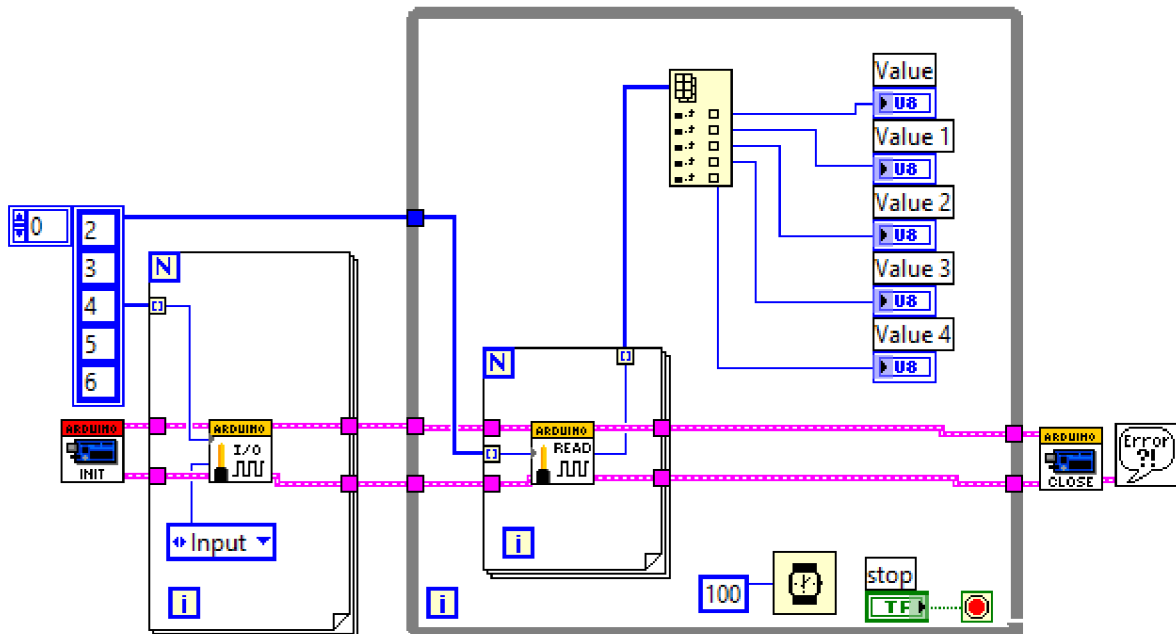 0
2
3
4
5
6
N
ARDUINO
INIT
ARDUINO
I/O
Input
i
Value
U8
Value 1
U8
Value 2
U8
Value 3
U8
Value 4
U8
N
ARDUINO
READ
i
i
100
stop
TF
ARDUINO
CLOSE
Error
?!